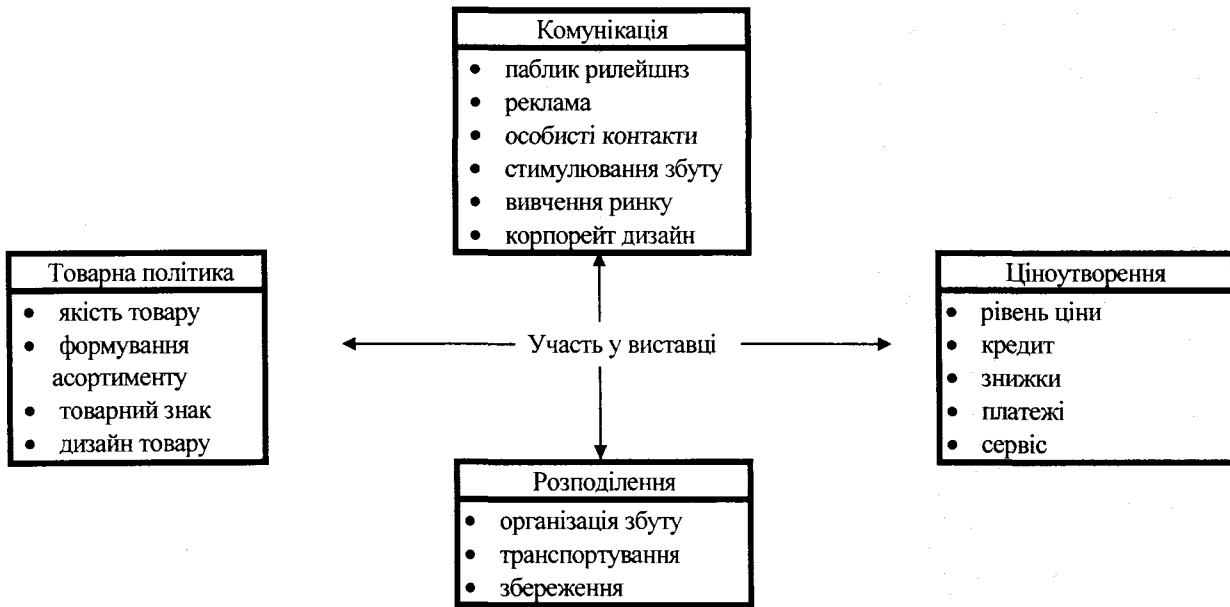 Комунікація
• паблик рилейшнз
• реклама
• особисті контакти
• стимулювання збуту
• вивчення ринку
• корпорейт дизайн
Товарна політика
• якість товару
• формування
асортименту
• товарний знак
• дизайн товару
Участь у виставці
Ціноутворення
• рівень ціни
• кредит
• знижки
• платежі
• сервіс
Розподілення
• організація збуту
• транспортування
• збереження